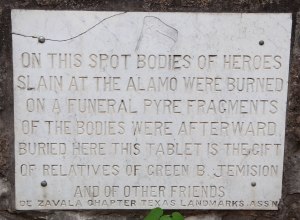 ON THIS SPOT BODIES OF HEROES
SLAIN AT THE ALAMO WERE BURNED
ON A FUNERAL PYRE FRAGMENTS
OF THE BODIES WERE AFTERWARD
BURIED HERE THIS TABLET IS THE GIFT
OF RELATIVES OF GREEN B. JEMISION
AND OF OTHER FRIENDS
DE ZAVALA CHAPTER TEXAS LANDMARKS ASS'N